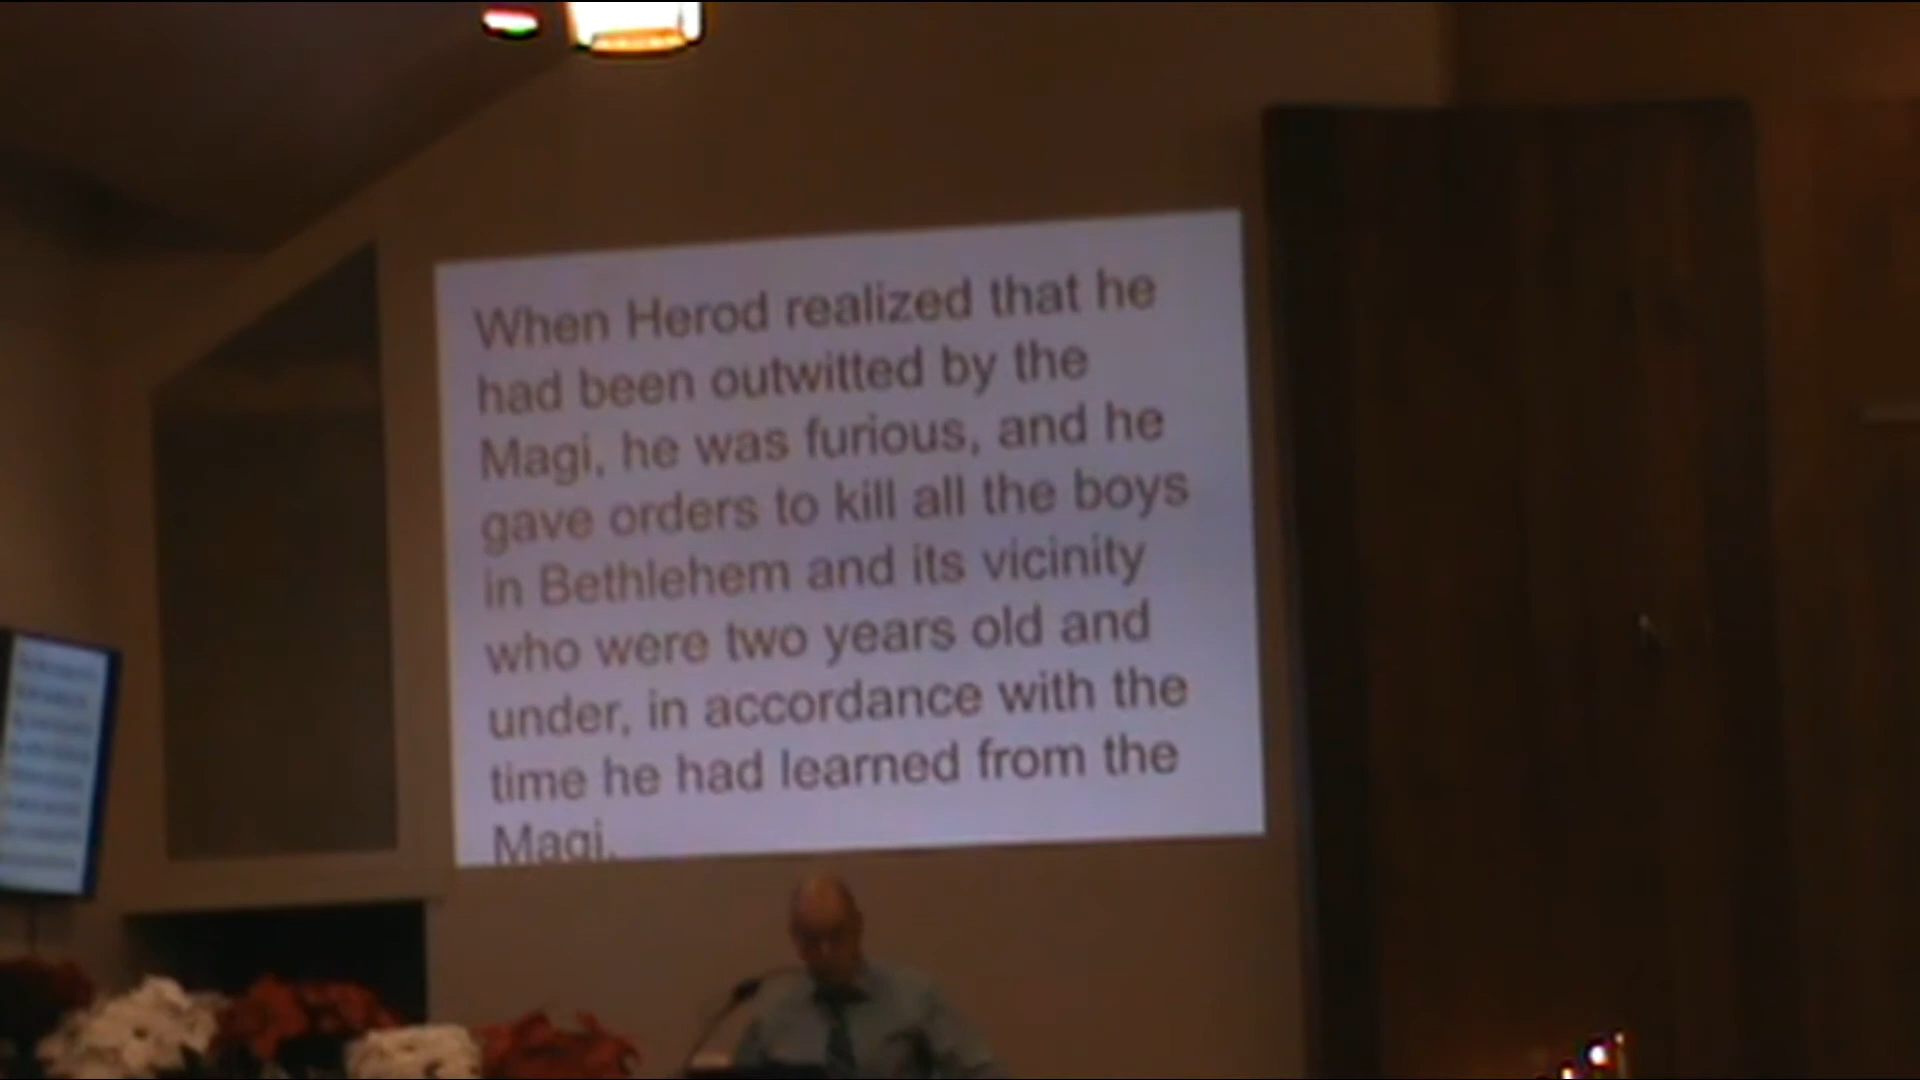 When Herod realized that he
had been outwitted by the
Magi, he was furious, and he
gave orders to kill all the boys
in Bethlehem and its vicinity
who were two years old and
under, in accordance with the
time he had learned from the
Magi.